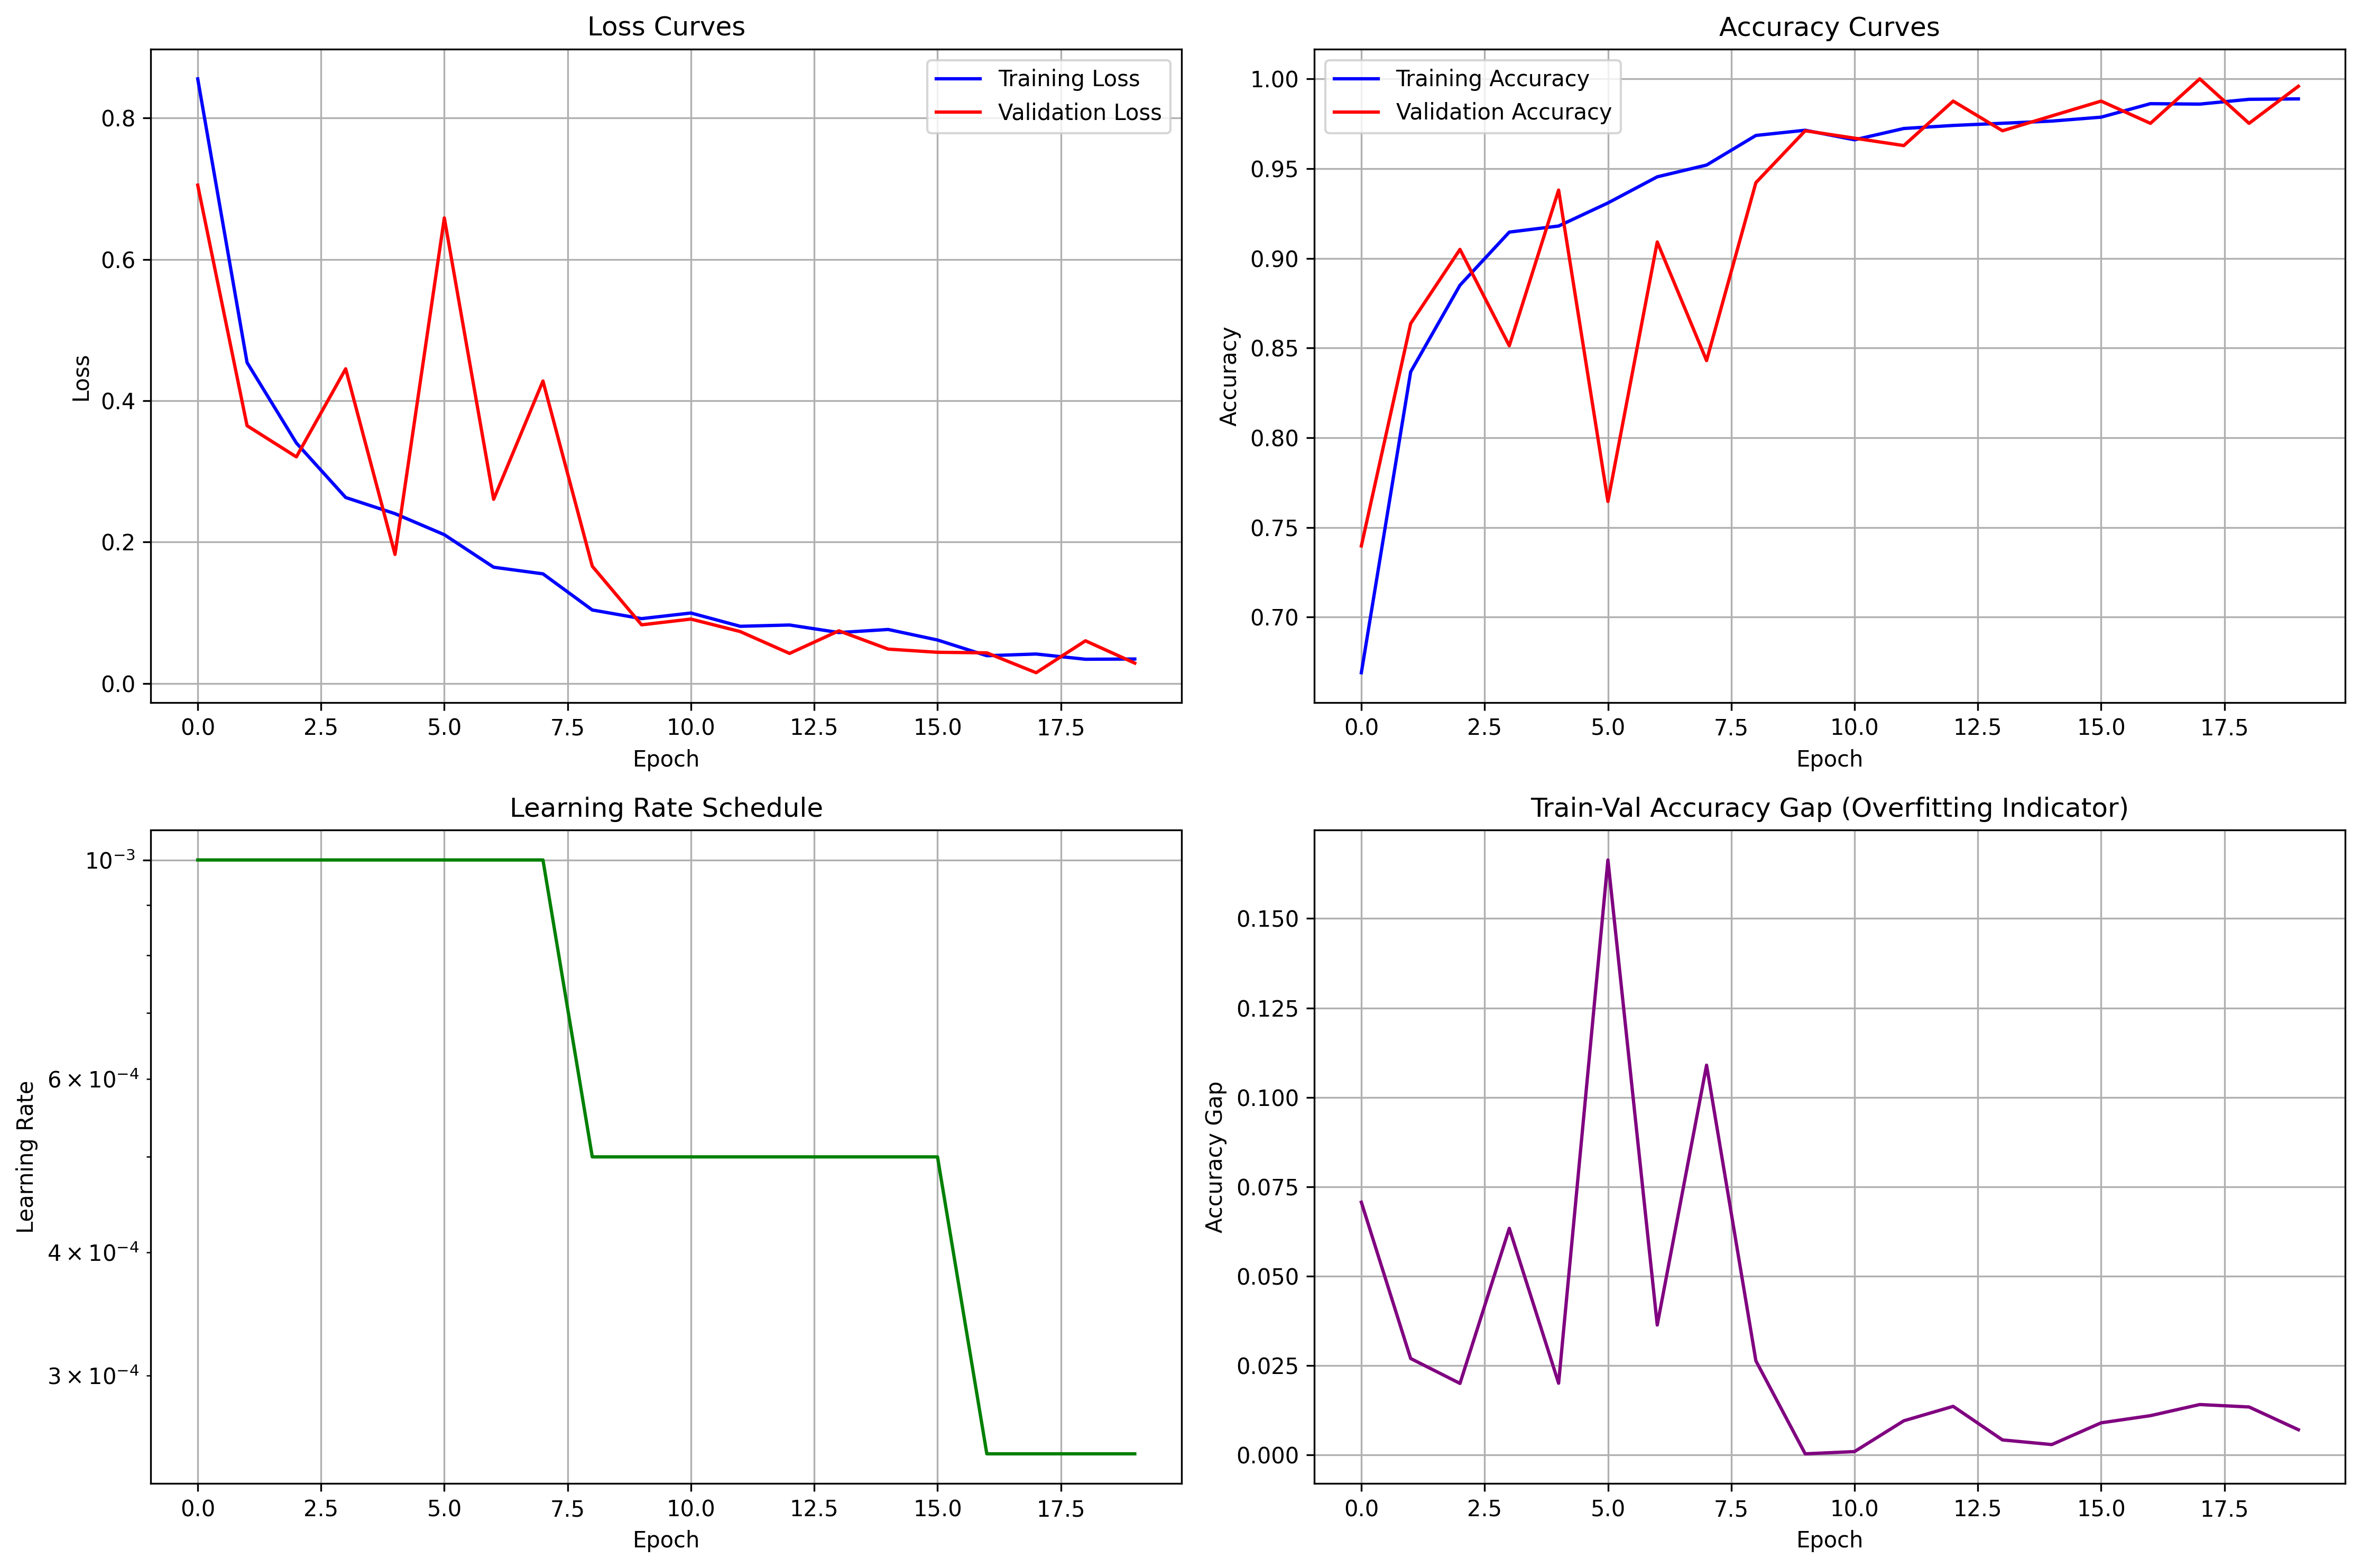 Loss Curves
Training Loss
Validation Loss
0.8
0.6
0.4
0.2
0.0
Loss
0.0 2.5 5.0 7.5 10.0 12.5 15.0 17.5
Epoch
Accuracy Curves
Training Accuracy
Validation Accuracy
1.00
0.95
0.90
0.85
0.80
0.75
0.70
Accuracy
0.0 2.5 5.0 7.5 10.0 12.5 15.0 17.5
Epoch
Learning Rate Schedule
10⁻³
6 × 10⁻⁴
4 × 10⁻⁴
3 × 10⁻⁴
Learning Rate
0.0 2.5 5.0 7.5 10.0 12.5 15.0 17.5
Epoch
Train-Val Accuracy Gap (Overfitting Indicator)
0.150
0.125
0.100
0.075
0.050
0.025
0.000
Accuracy Gap
0.0 2.5 5.0 7.5 10.0 12.5 15.0 17.5
Epoch